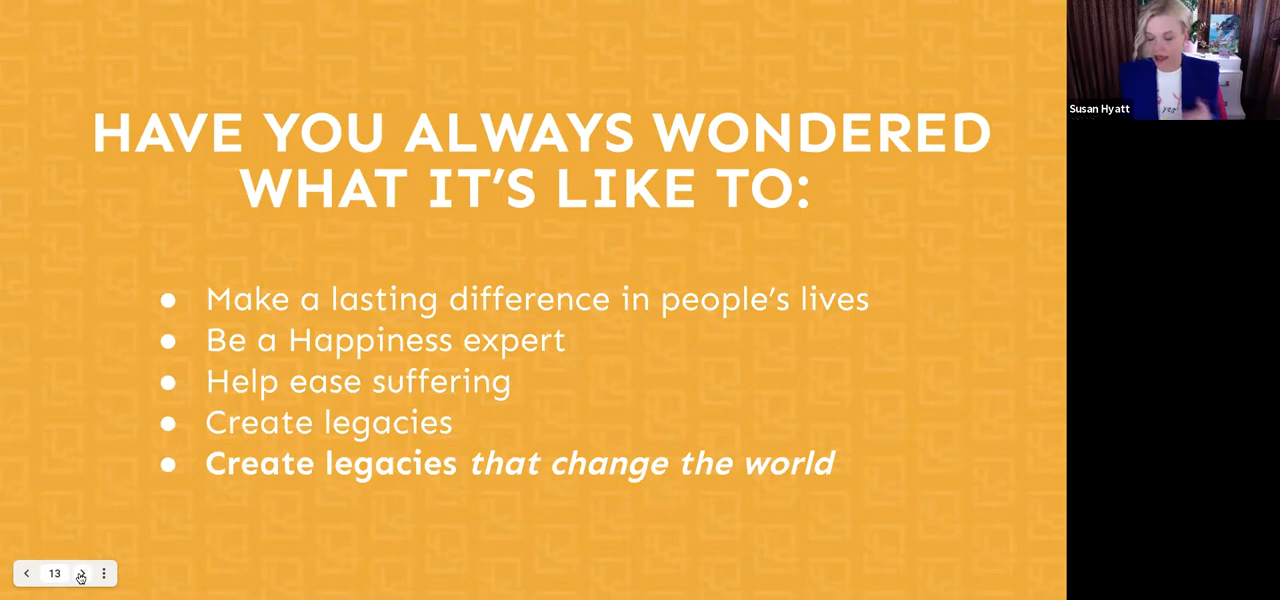 HAVE YOU ALWAYS WONDERED
WHAT IT'S LIKE TO:
● Make a lasting difference in people's lives
● Be a Happiness expert
● Help ease suffering
● Create legacies
● Create legacies that change the world
Susan Hyatt
13